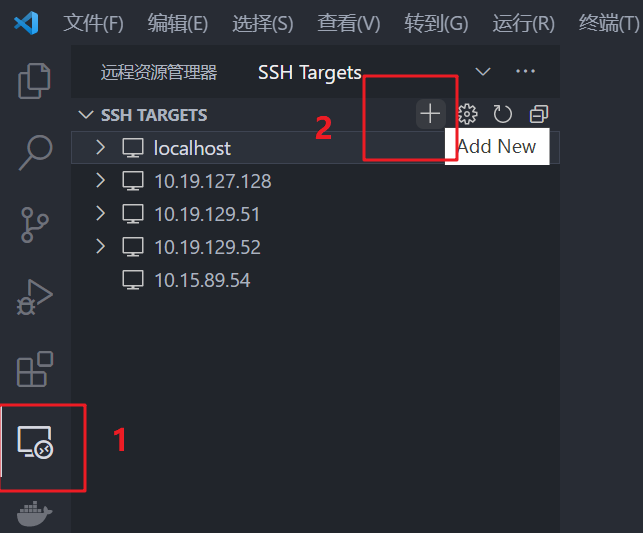 文件(F) 编辑(E) 选择(S) 查看(V) 转到(G) 运行(R) 终端(T)
远程资源管理器 SSH Targets
SSH TARGETS
2
Add New
localhost
10.19.127.128
10.19.129.51
10.19.129.52
10.15.89.54
1